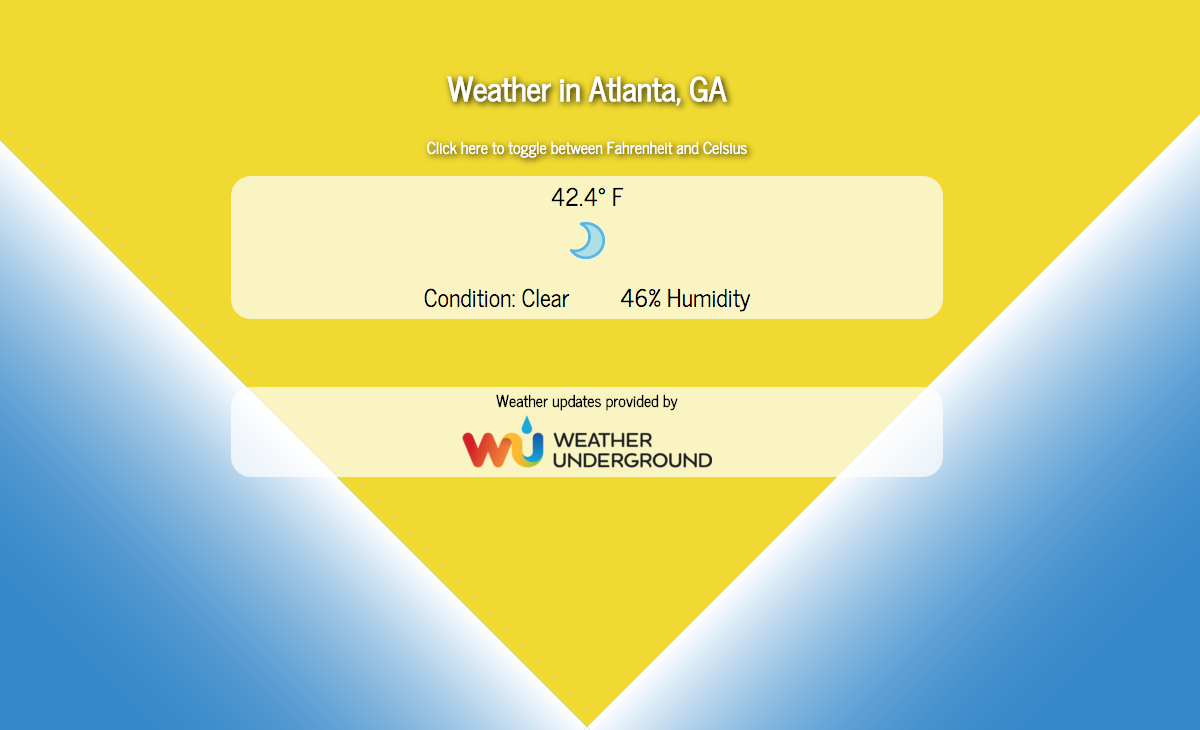 Weather in Atlanta, GA
Click here to toggle between Fahrenheit and Celsius
42.4° F
Condition: Clear 46% Humidity
Weather updates provided by
WU WEATHER
UNDERGROUND